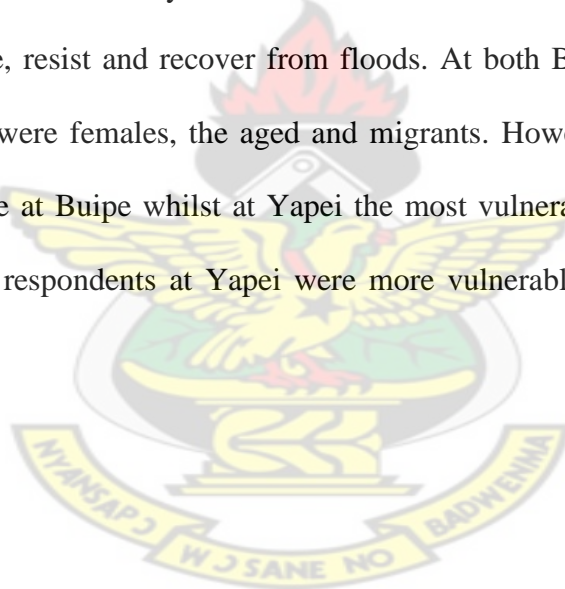 e, resist and recover from floods. At both B
were females, the aged and migrants. Howe
e at Buipe whilst at Yapei the most vulnera
respondents at Yapei were more vulnerabl
NYANSAPƆ WƆSANE NO BADWENMA